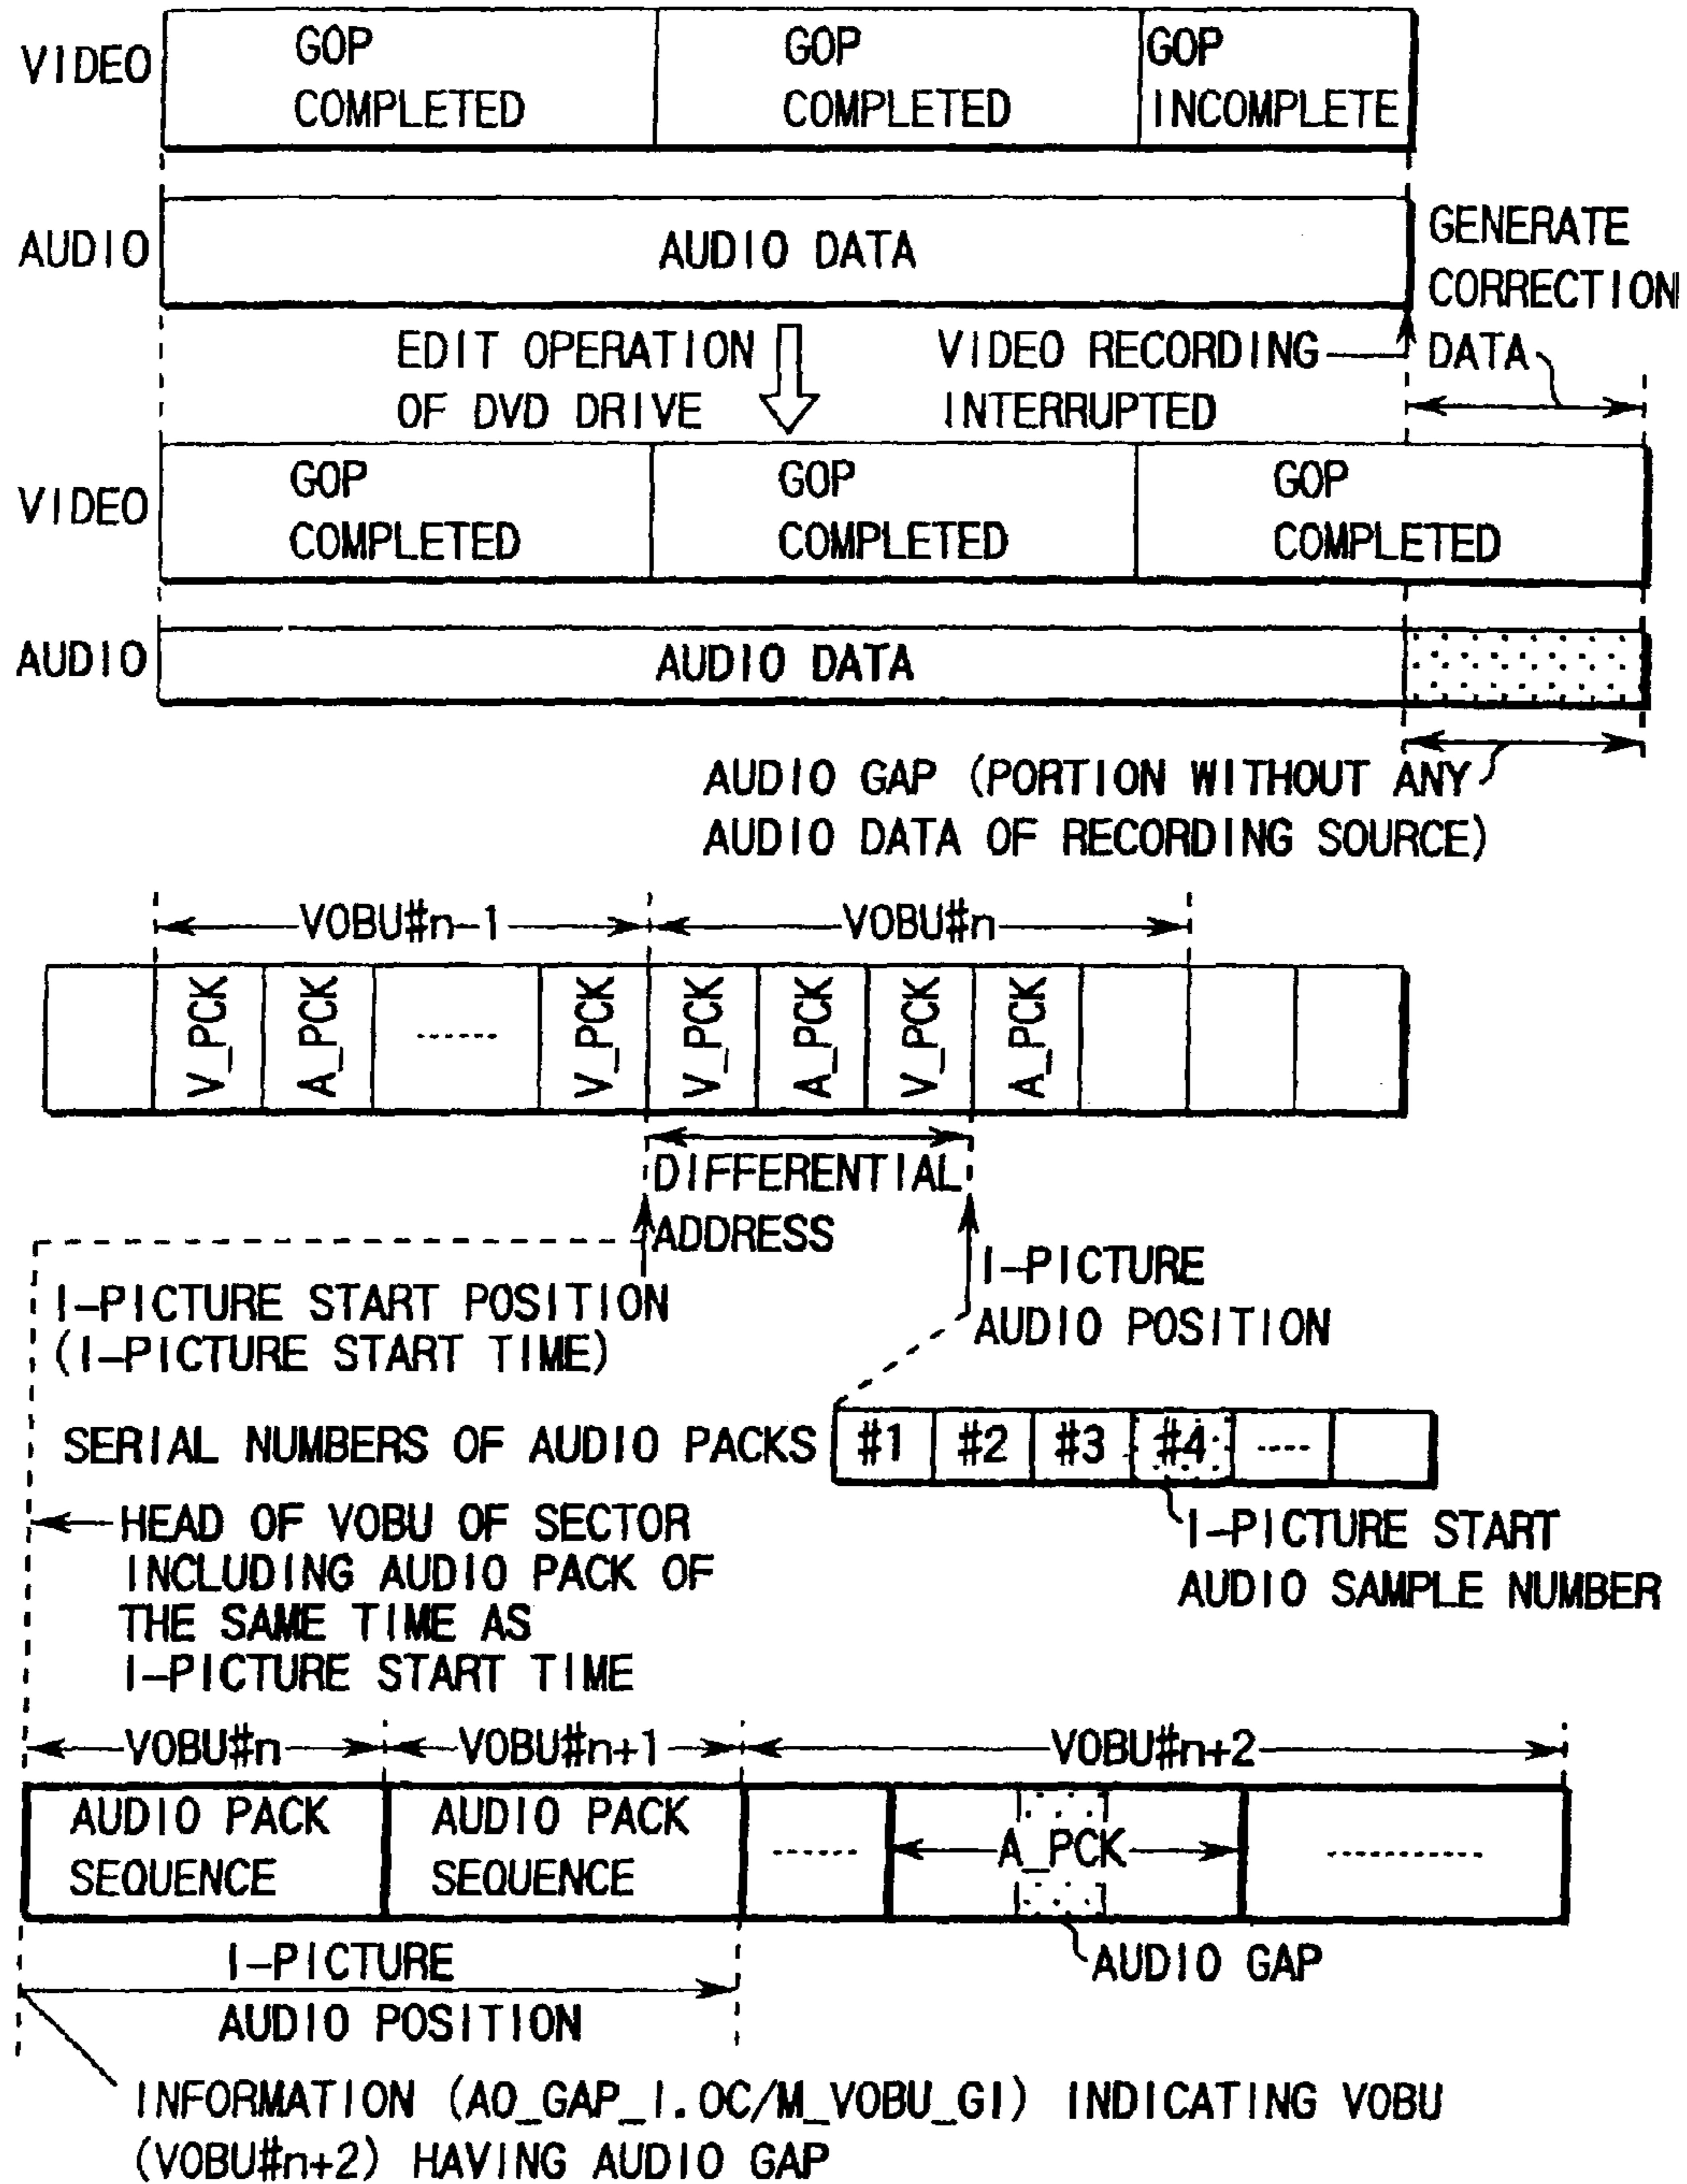 VIDEO
GOP
COMPLETED
GOP
COMPLETED
GOP
INCOMPLETE
AUDIO
AUDIO DATA
GENERATE
CORRECTION
DATA
EDIT OPERATION
OF DVD DRIVE
VIDEO RECORDING
INTERRUPTED
VIDEO
GOP
COMPLETED
GOP
COMPLETED
GOP
COMPLETED
AUDIO
AUDIO DATA
AUDIO GAP (PORTION WITHOUT ANY
AUDIO DATA OF RECORDING SOURCE)
VOBU#n-1
VOBU#n
V_PCK
A_PCK
V_PCK
V_PCK
A_PCK
V_PCK
A_PCK
DIFFERENTIAL
ADDRESS
I-PICTURE START POSITION
(I-PICTURE START TIME)
I-PICTURE
AUDIO POSITION
SERIAL NUMBERS OF AUDIO PACKS
#1
#2
#3
#4
I-PICTURE START
AUDIO SAMPLE NUMBER
HEAD OF VOBU OF SECTOR
INCLUDING AUDIO PACK OF
THE SAME TIME AS
I-PICTURE START TIME
VOBU#n
VOBU#n+1
VOBU#n+2
AUDIO PACK
SEQUENCE
AUDIO PACK
SEQUENCE
A_PCK
AUDIO GAP
I-PICTURE
AUDIO POSITION
INFORMATION (A0_GAP_I.OC/M_VOBU_GI) INDICATING VOBU
(VOBU#n+2) HAVING AUDIO GAP